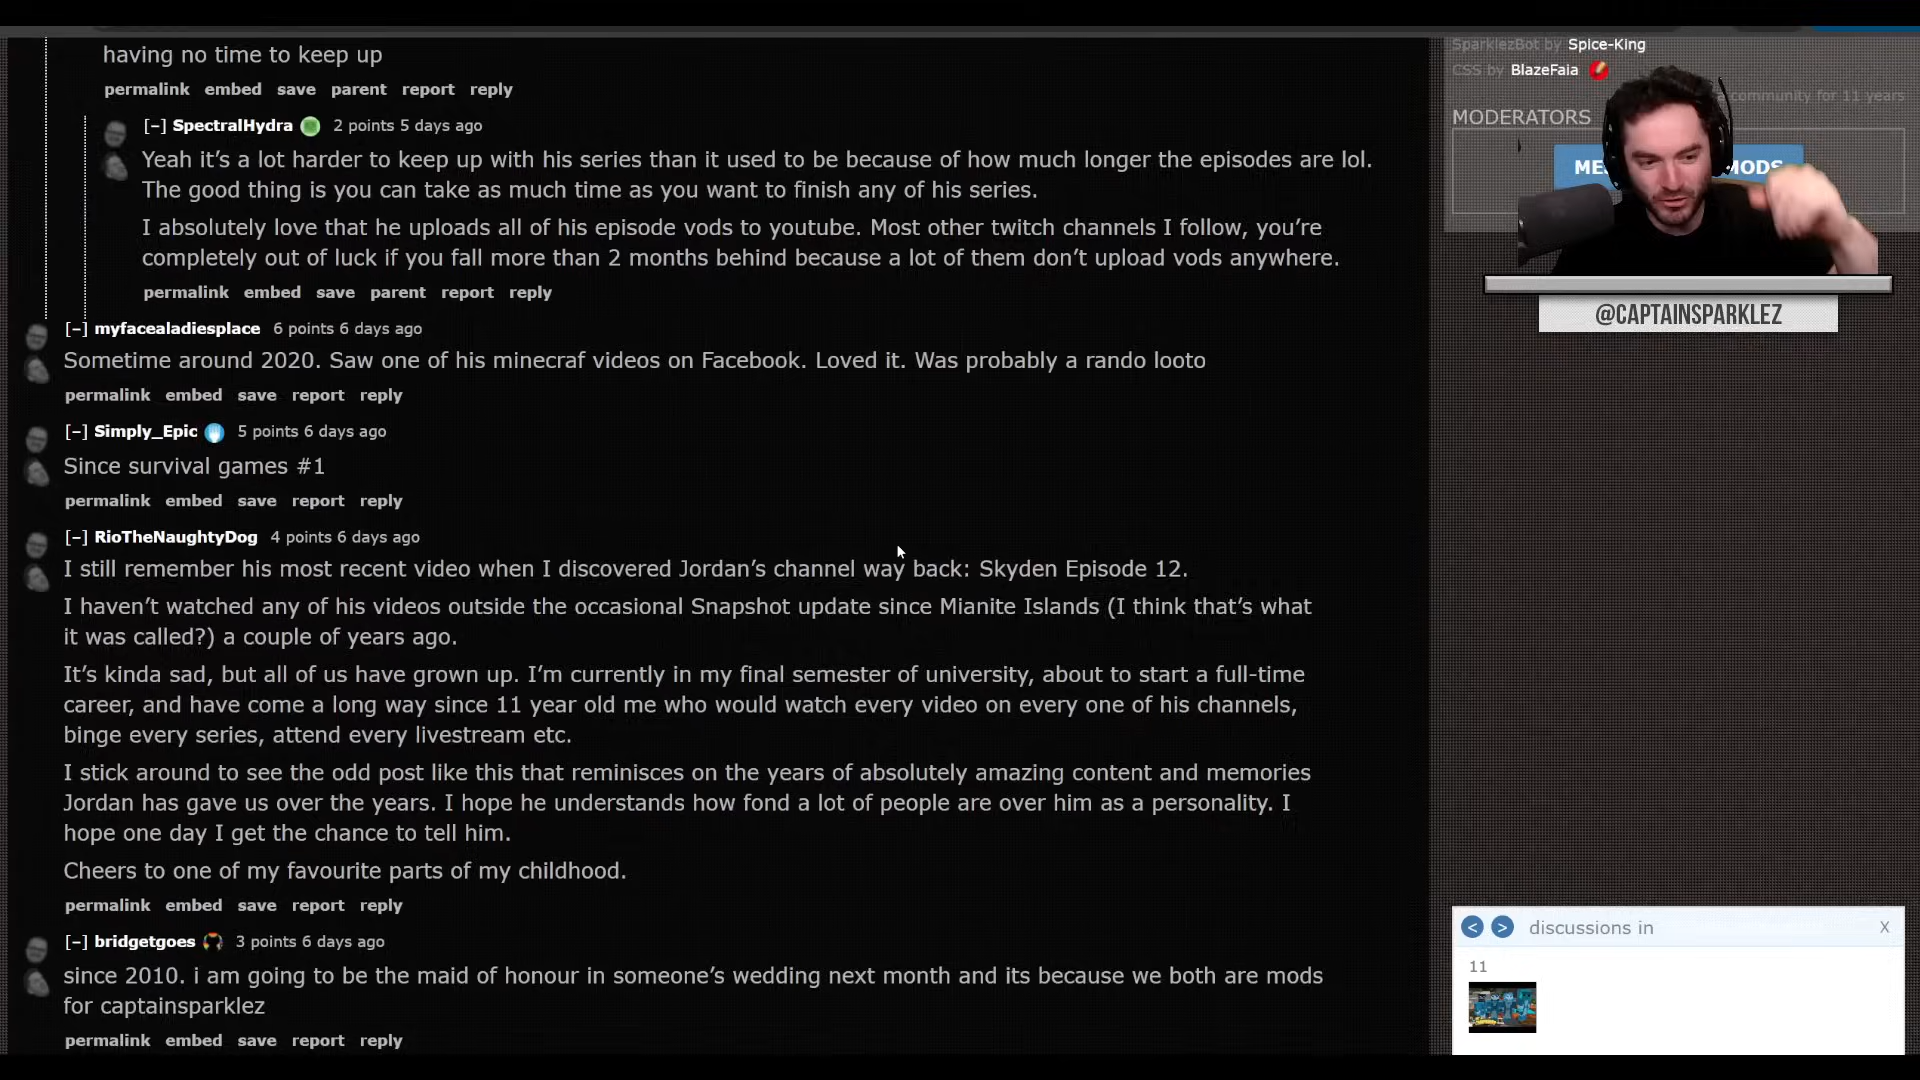 having no time to keep up
permalink embed save parent report reply
[–] SpectralHydra 2 points 5 days ago
Yeah it's a lot harder to keep up with his series than it used to be because of how much longer the episodes are lol.
The good thing is you can take as much time as you want to finish any of his series.
I absolutely love that he uploads all of his episode vods to youtube. Most other twitch channels I follow, you're
completely out of luck if you fall more than 2 months behind because a lot of them don't upload vods anywhere.
permalink embed save parent report reply
[–] myfacealadiesplace 6 points 6 days ago
Sometime around 2020. Saw one of his minecraf videos on Facebook. Loved it. Was probably a rando looto
permalink embed save report reply
[–] Simply_Epic 5 points 6 days ago
Since survival games #1
permalink embed save report reply
[–] RioTheNaughtyDog 4 points 6 days ago
I still remember his most recent video when I discovered Jordan's channel way back: Skyden Episode 12.
I haven't watched any of his videos outside the occasional Snapshot update since Mianite Islands (I think that's what
it was called?) a couple of years ago.
It's kinda sad, but all of us have grown up. I'm currently in my final semester of university, about to start a full-time
career, and have come a long way since 11 year old me who would watch every video on every one of his channels,
binge every series, attend every livestream etc.
I stick around to see the odd post like this that reminisces on the years of absolutely amazing content and memories
Jordan has gave us over the years. I hope he understands how fond a lot of people are over him as a personality. I
hope one day I get the chance to tell him.
Cheers to one of my favourite parts of my childhood.
permalink embed save report reply
[–] bridgetgoes 3 points 6 days ago
since 2010. i am going to be the maid of honour in someone's wedding next month and its because we both are mods
for captainsparklez
permalink embed save report reply
SparklezBot by Spice-King
CSS by BlazeFaia
a community for 11 years
MODERATORS
MODS
@CAPTAINSPARKLEZ
< > discussions in X
11